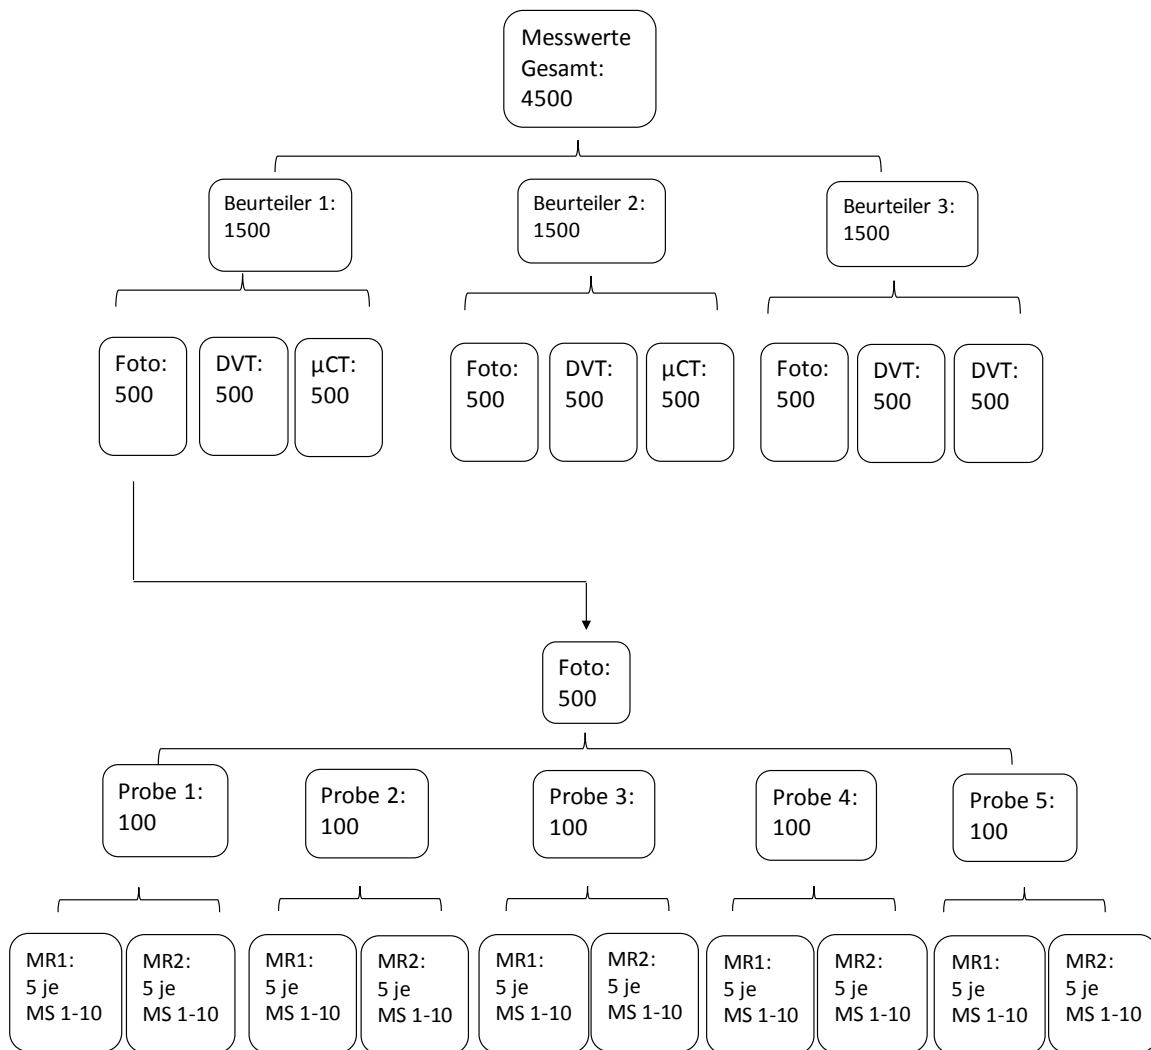 Messwerte
Gesamt:
4500
Beurteiler 1:
1500
Beurteiler 2:
1500
Beurteiler 3:
1500
Foto:
500
DVT:
500
µCT:
500
Foto:
500
DVT:
500
µCT:
500
Foto:
500
DVT:
500
DVT:
500
Foto:
500
Probe 1:
100
Probe 2:
100
Probe 3:
100
Probe 4:
100
Probe 5:
100
MR1:
5 je
MS 1-10
MR2:
5 je
MS 1-10
MR1:
5 je
MS 1-10
MR2:
5 je
MS 1-10
MR1:
5 je
MS 1-10
MR2:
5 je
MS 1-10
MR1:
5 je
MS 1-10
MR2:
5 je
MS 1-10
MR1:
5 je
MS 1-10
MR2:
5 je
MS 1-10